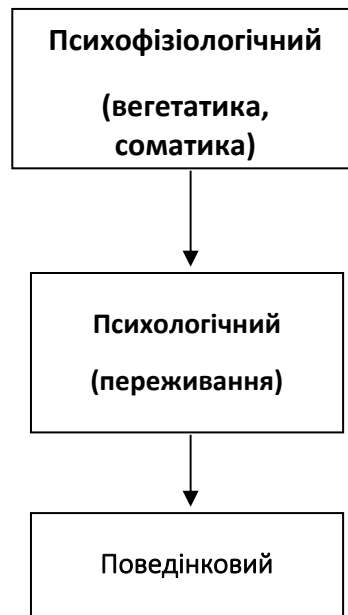 Психофізіологічний
(вегетатика,
соматика)
Психологічний
(переживання)
Поведінковий